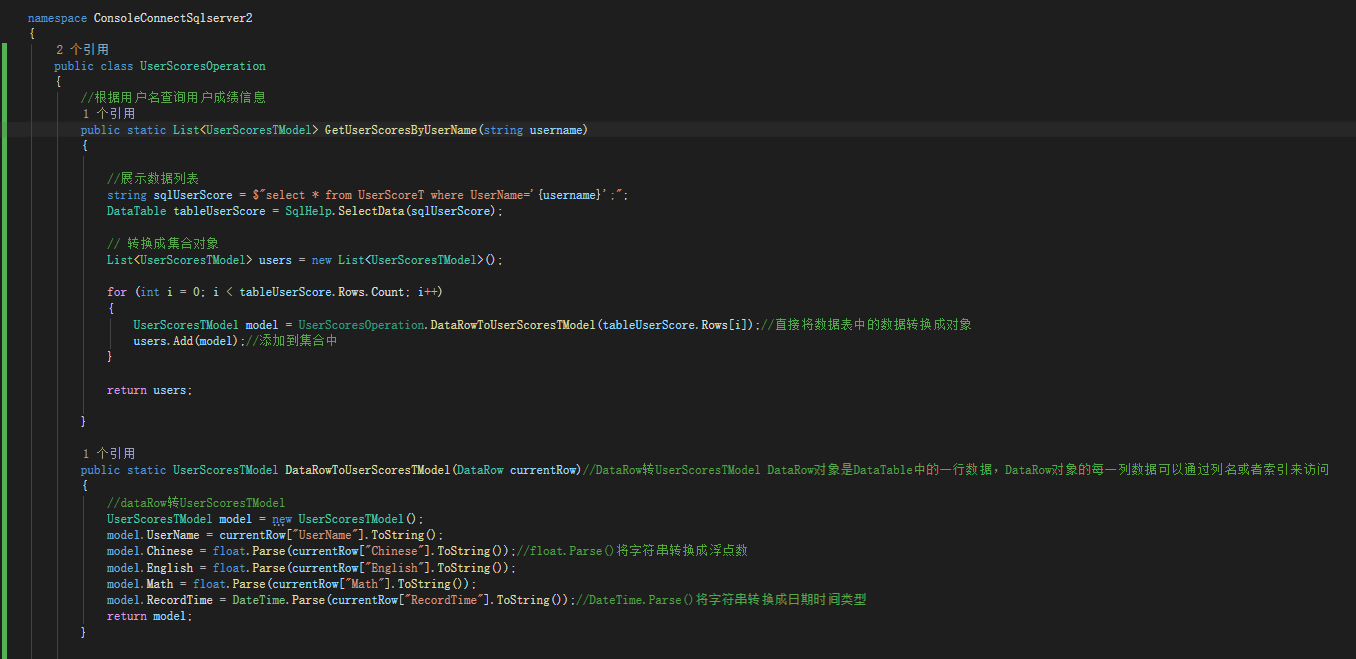 namespace ConsoleConnectSqlserver2
{
2 个引用
public class UserScoresOperation
{
//根据用户名查询用户成绩信息
1 个引用
public static List<UserScoresTModel> GetUserScoresByUserName(string username)
{
//展示数据列表
string sqlUserScore = $"select * from UserScoreT where UserName='{username}';";
DataTable tableUserScore = SqlHelp.SelectData(sqlUserScore);
// 转换成集合对象
List<UserScoresTModel> users = new List<UserScoresTModel>();
for (int i = 0; i < tableUserScore.Rows.Count; i++)
{
UserScoresTModel model = UserScoresOperation.DataRowToUserScoresTModel(tableUserScore.Rows[i]);//直接将数据表中的数据转换成对象
users.Add(model);//添加到集合中
}
return users;
}
1 个引用
public static UserScoresTModel DataRowToUserScoresTModel(DataRow currentRow)//DataRow转UserScoresTModel DataRow对象是DataTable中的一行数据，DataRow对象的每一列数据可以通过列名或者索引来访问
{
//dataRow转UserScoresTModel
UserScoresTModel model = new UserScoresTModel();
model.UserName = currentRow["UserName"].ToString();
model.Chinese = float.Parse(currentRow["Chinese"].ToString());//float.Parse()将字符串转换成浮点数
model.English = float.Parse(currentRow["English"].ToString());
model.Math = float.Parse(currentRow["Math"].ToString());
model.RecordTime = DateTime.Parse(currentRow["RecordTime"].ToString());//DateTime.Parse()将字符串转换成日期时间类型
return model;
}